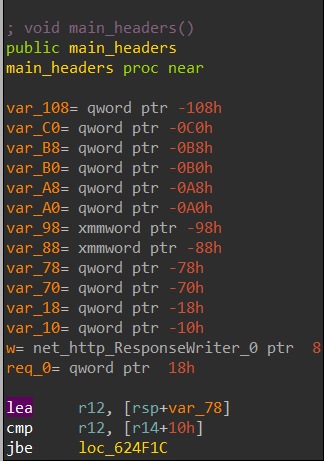 ; void main_headers()
public main_headers
main_headers proc near
var_108= qword ptr -108h
var_C0= qword ptr -0C0h
var_B8= qword ptr -0B8h
var_B0= qword ptr -0B0h
var_A8= qword ptr -0A8h
var_A0= qword ptr -0A0h
var_98= xmmword ptr -98h
var_88= xmmword ptr -88h
var_78= qword ptr -78h
var_70= qword ptr -70h
var_18= qword ptr -18h
var_10= qword ptr -10h
w= net_http_ResponseWriter_0 ptr  8
req_0= qword ptr  18h
lea     r12, [rsp+var_78]
cmp     r12, [r14+10h]
jbe     loc_624F1C